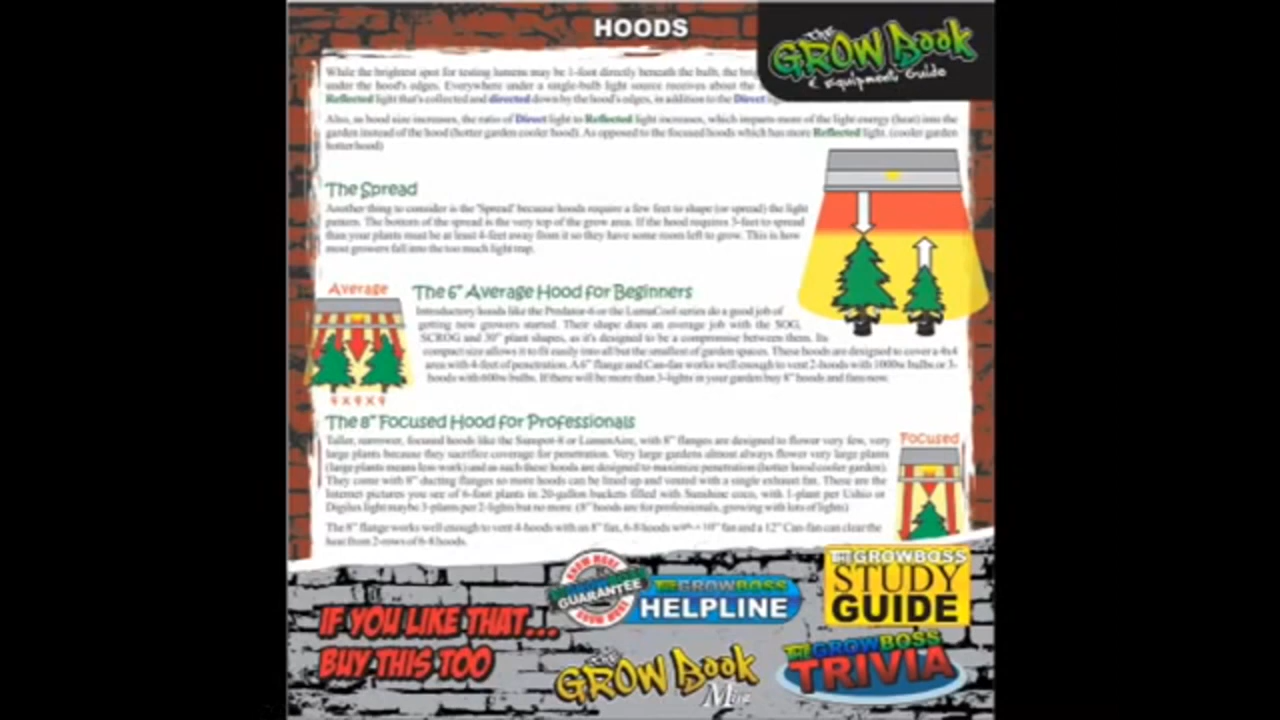 HOODS
The GROW Book
& Equipment Guide
While the brightest spot for testing lumens may be 1-foot directly beneath the bulb, the
under the hood's edges. Everywhere under a single-bulb light source receives about the
Reflected light that's collected and directed down by the hood's edges, in addition to the Direct
Also, as hood size increases, the ratio of Direct light to Reflected light increases, which imparts more of the light energy (heat) into the
garden instead of the hood (hotter garden cooler hood). As opposed to the focused hoods which has more Reflected light. (cooler garden
hotter hood)
The Spread
Another thing to consider is the 'Spread' because hoods require a few feet to shape (or spread) the light
pattern. The bottom of the spread is the very top of the grow area. If the hood requires 3-feet to spread
than your plants must be at least 4-feet away from it so they have some room left to grow. This is how
most growers fall into the too much light trap.
Average
The 6" Average Hood for Beginners
Introductory hoods like the Predator-6 or the LumaCool series do a good job of
getting new growers started. Their shape does an average job with the SOG,
SCROG and 30" plant shapes, as it's designed to be a compromise between them. Its
compact size allows it to fit easily into all but the smallest of garden spaces. These hoods are designed to cover a 4x4
area with 4-feet of penetration. A 6" flange and Can-fan works well enough to vent 2-hoods with 1000w bulbs or 3-
hoods with 600w bulbs. If there will be more than 3-lights in your garden buy 8" hoods and fans now.
4 X 4 X 4
The 8" Focused Hood for Professionals
Focused
Taller, narrower, focused hoods like the Sunspot-8 or LumenAire, with 8" flanges are designed to flower very few, very
large plants because they sacrifice coverage for penetration. Very large gardens almost always flower very large plants
(large plants means less work) and as such these hoods are designed to maximize penetration (hotter hood cooler garden).
They come with 8" ducting flanges so more hoods can be lined up and vented with a single exhaust fan. These are the
Internet pictures you see of 6-foot plants in 20-gallon buckets filled with Sunshine coco, with 1-plant per Ushio or
Digilux light maybe 3-plants per 2-lights but no more. (8" hoods are for professionals, growing with lots of lights)
The 8" flange works well enough to vent 4-hoods with an 8" fan, 6-8 hoods with a 10" fan and a 12" Can-fan can clear the
heat from 2-rows of 6-8 hoods.
IF YOU LIKE THAT...
BUY THIS TOO
GROW MORE
GUARANTEE
GROW MORE
THE GROWBOSS
HELPLINE
THE GROWBOSS
STUDY
GUIDE
The GROW Book
THE GROWBOSS
TRIVIA